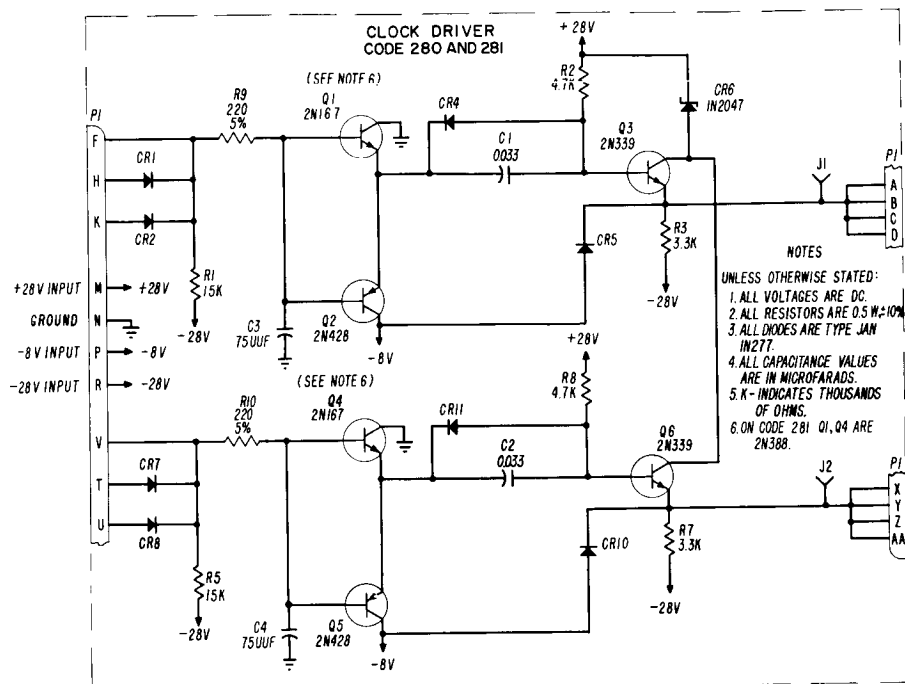 CLOCK DRIVER
CODE 280 AND 281
+28V
(SEE NOTE 6)
R2
4.7K
CR6
IN2047
R9
220
5%
Q1
2N167
CR4
P1
C1
0.033
Q3
2N339
P1
F
H
CR1
K
CR2
J1
A
B
C
D
R3
3.3K
CR5
-28V
R1
15K
-28V
+28V INPUT
M
+28V
GROUND
N
-8V INPUT
P
-8V
-28V INPUT
R
-28V
C3
75UUF
Q2
2N428
-8V
NOTES
UNLESS OTHERWISE STATED:
1. ALL VOLTAGES ARE DC.
2. ALL RESISTORS ARE 0.5 W,±10%
3. ALL DIODES ARE TYPE JAN
IN277.
4. ALL CAPACITANCE VALUES
ARE IN MICROFARADS.
5. K - INDICATES THOUSANDS
OF OHMS.
6. ON CODE 281 Q1, Q4 ARE
2N388.
+28V
R8
4.7K
(SEE NOTE 6)
R10
220
5%
Q4
2N167
CR11
C2
0.033
Q6
2N339
V
T
CR7
U
CR8
J2
P1
X
Y
Z
AA
R7
3.3K
CR10
-28V
R5
15K
-28V
C4
75UUF
Q5
2N428
-8V